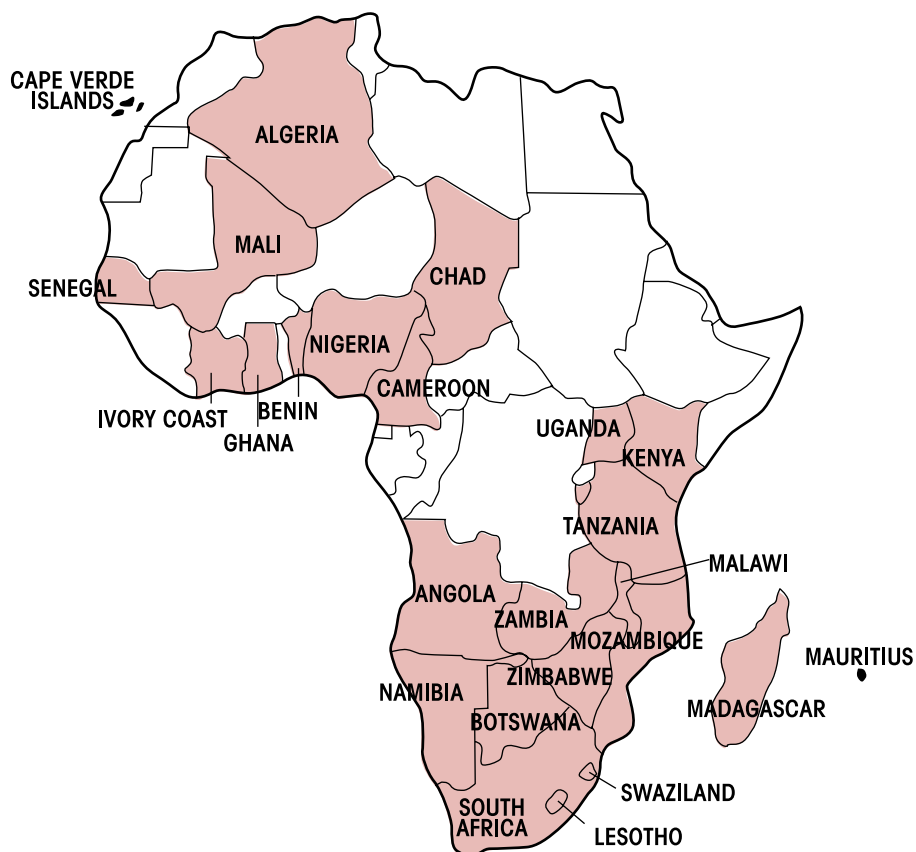 CAPE VERDE
ISLANDS
ALGERIA
MALI
CHAD
SENEGAL
NIGERIA
CAMEROON
IVORY COAST
BENIN
GHANA
UGANDA
KENYA
TANZANIA
MALAWI
ANGOLA
ZAMBIA
MOZAMBIQUE
MAURITIUS
ZIMBABWE
NAMIBIA
MADAGASCAR
BOTSWANA
SWAZILAND
SOUTH
AFRICA
LESOTHO